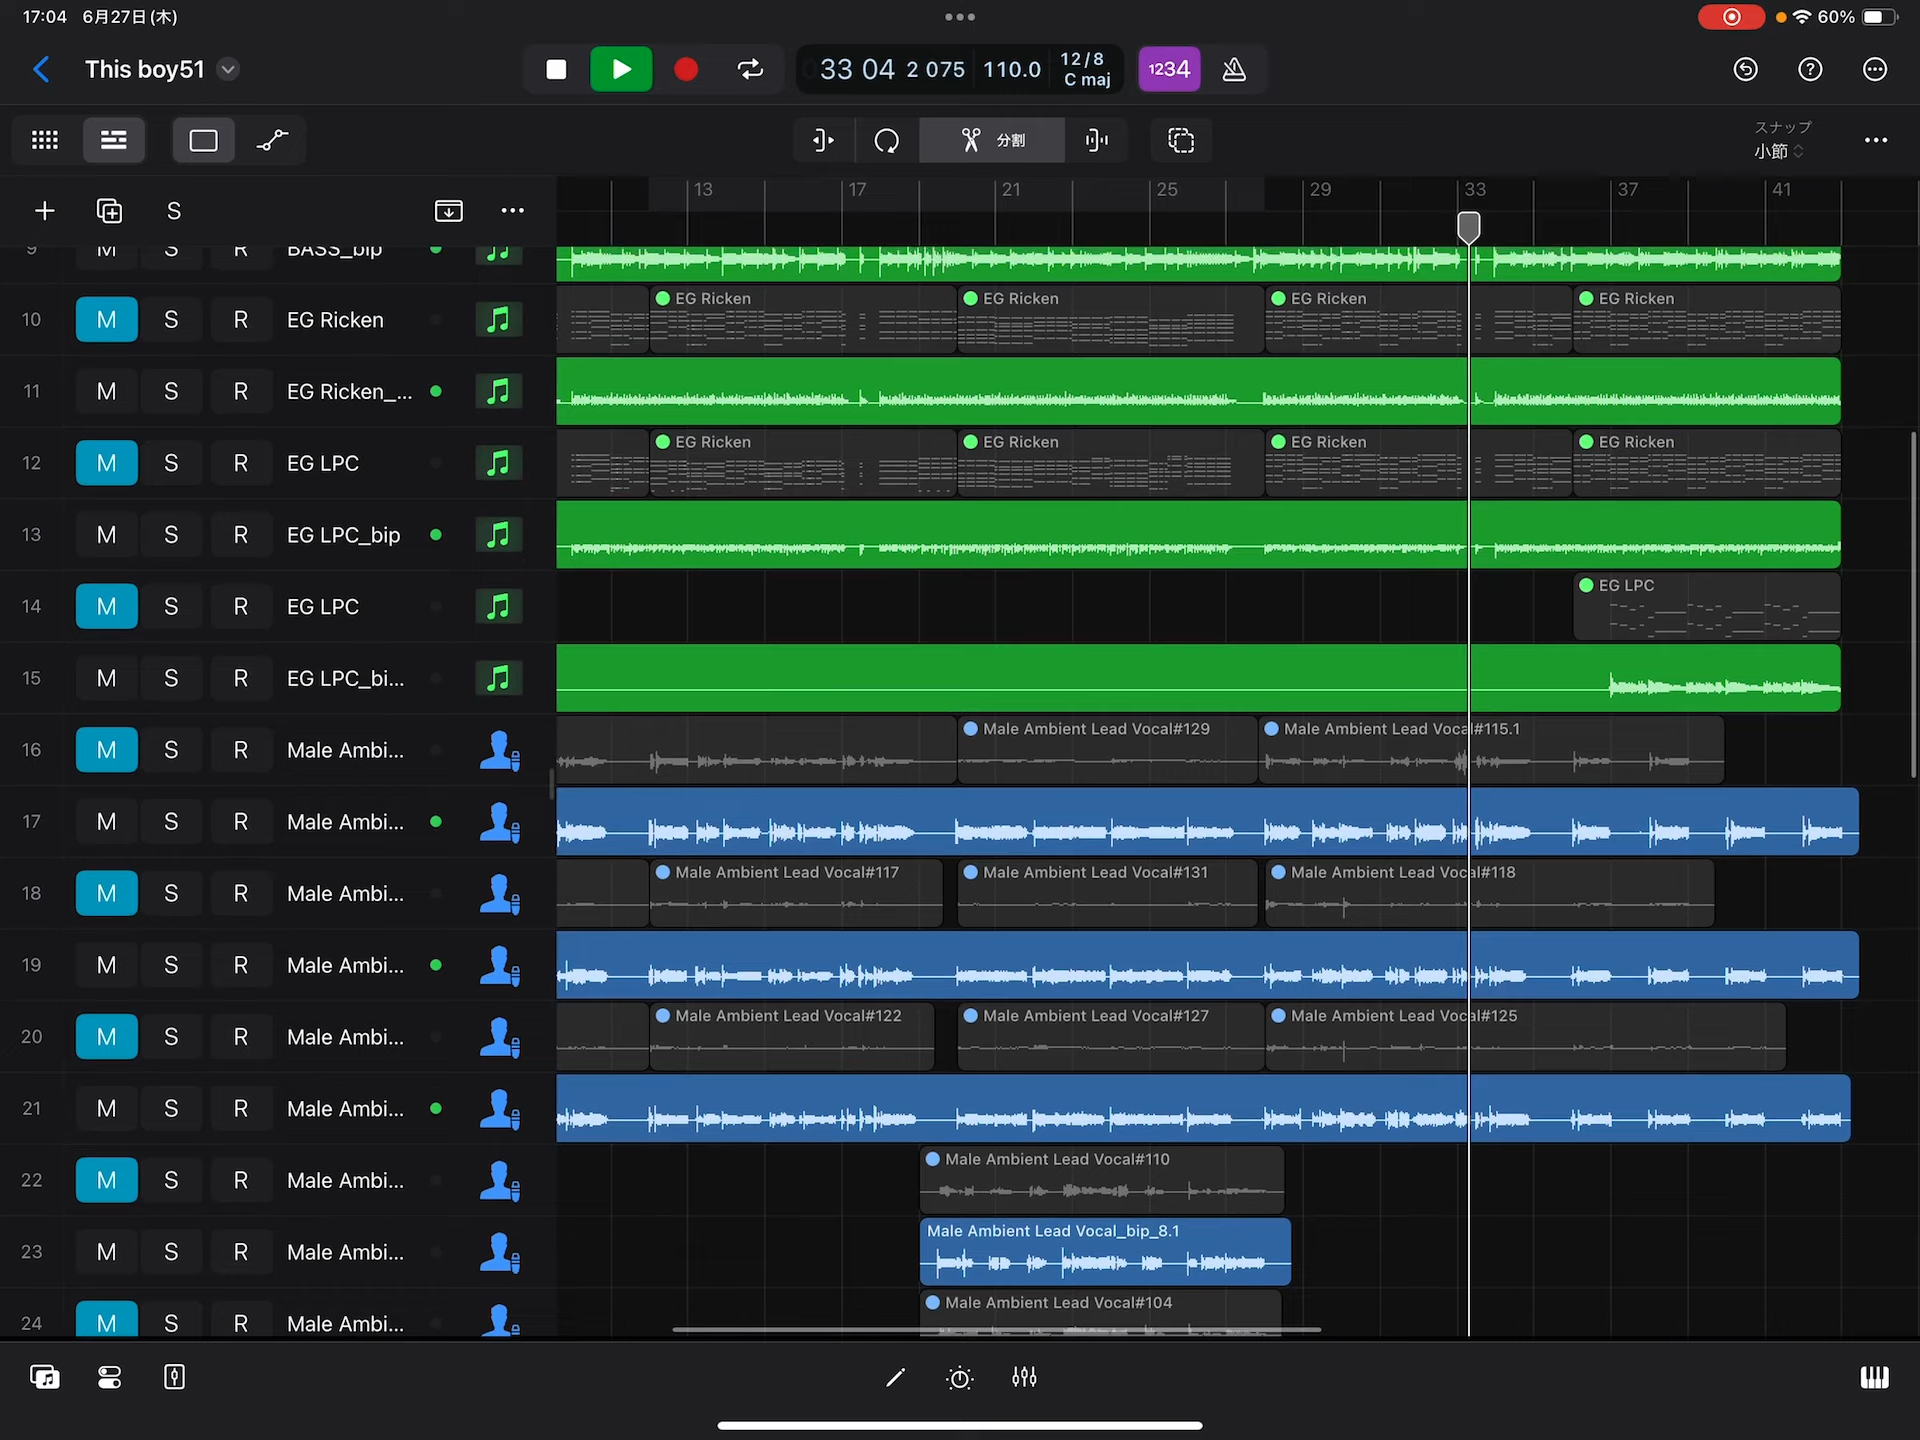 17:04 6月27日(木)
60%
This boy51
33 04 2 075
110.0
12/8
C maj
1234
分割
スナップ
小節
S
13 17 21 25 29 33 37 41
9 M S R BASS_bip
10 M S R EG Ricken
EG Ricken EG Ricken EG Ricken EG Ricken
11 M S R EG Ricken_...
12 M S R EG LPC
EG Ricken EG Ricken EG Ricken EG Ricken
13 M S R EG LPC_bip
14 M S R EG LPC
EG LPC
15 M S R EG LPC_bi...
16 M S R Male Ambi...
Male Ambient Lead Vocal#129 Male Ambient Lead Vocal#115.1
17 M S R Male Ambi...
18 M S R Male Ambi...
Male Ambient Lead Vocal#117 Male Ambient Lead Vocal#131 Male Ambient Lead Vocal#118
19 M S R Male Ambi...
20 M S R Male Ambi...
Male Ambient Lead Vocal#122 Male Ambient Lead Vocal#127 Male Ambient Lead Vocal#125
21 M S R Male Ambi...
22 M S R Male Ambi...
Male Ambient Lead Vocal#110
23 M S R Male Ambi...
Male Ambient Lead Vocal_bip_8.1
24 M S R Male Ambi...
Male Ambient Lead Vocal#104